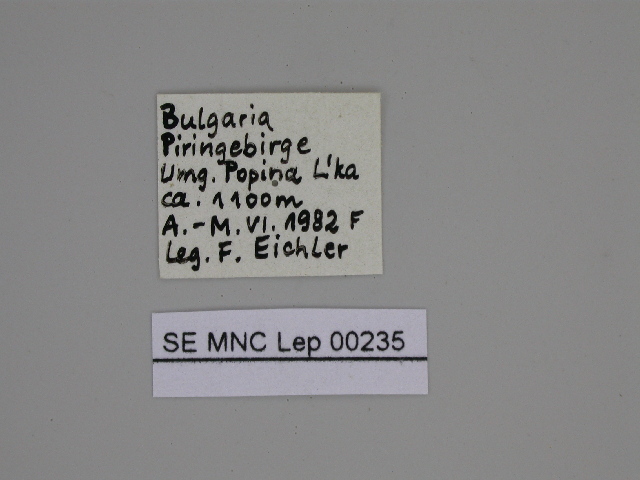 Bulgaria
Piringebirge
Umg. Popina L'ka
ca. 1100m
A.-M. VI. 1982 F
Leg. F. Eichler
SE MNC Lep 00235